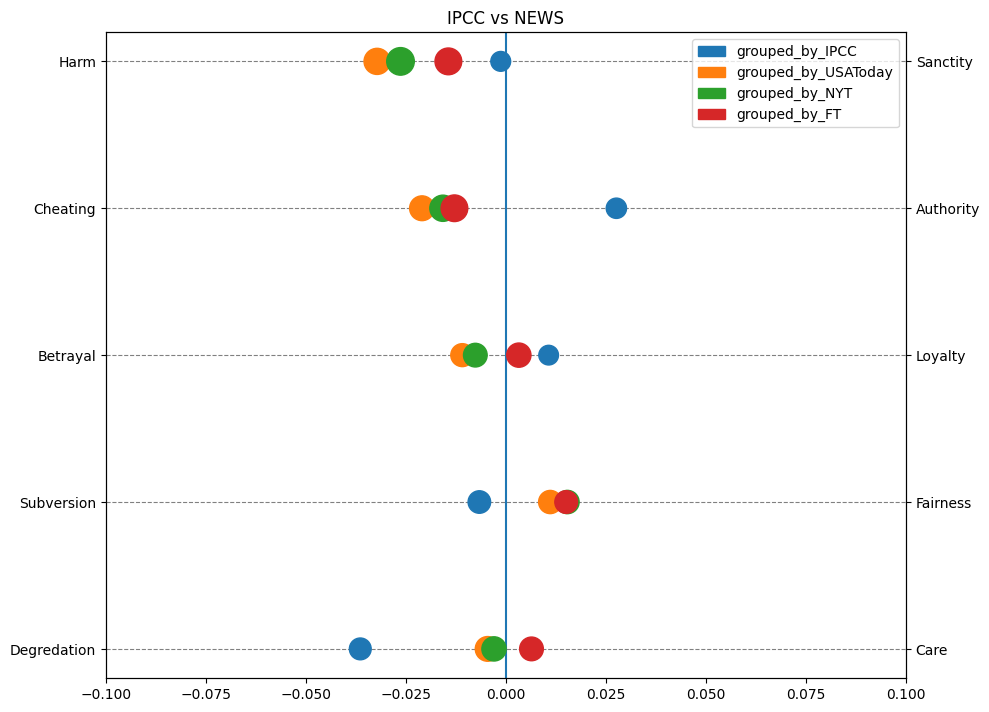 IPCC vs NEWS
grouped_by_IPCC
grouped_by_USAToday
grouped_by_NYT
grouped_by_FT
Harm
Sanctity
Cheating
Authority
Betrayal
Loyalty
Subversion
Fairness
Degredation
Care
−0.100 −0.075 −0.050 −0.025 0.000 0.025 0.050 0.075 0.100